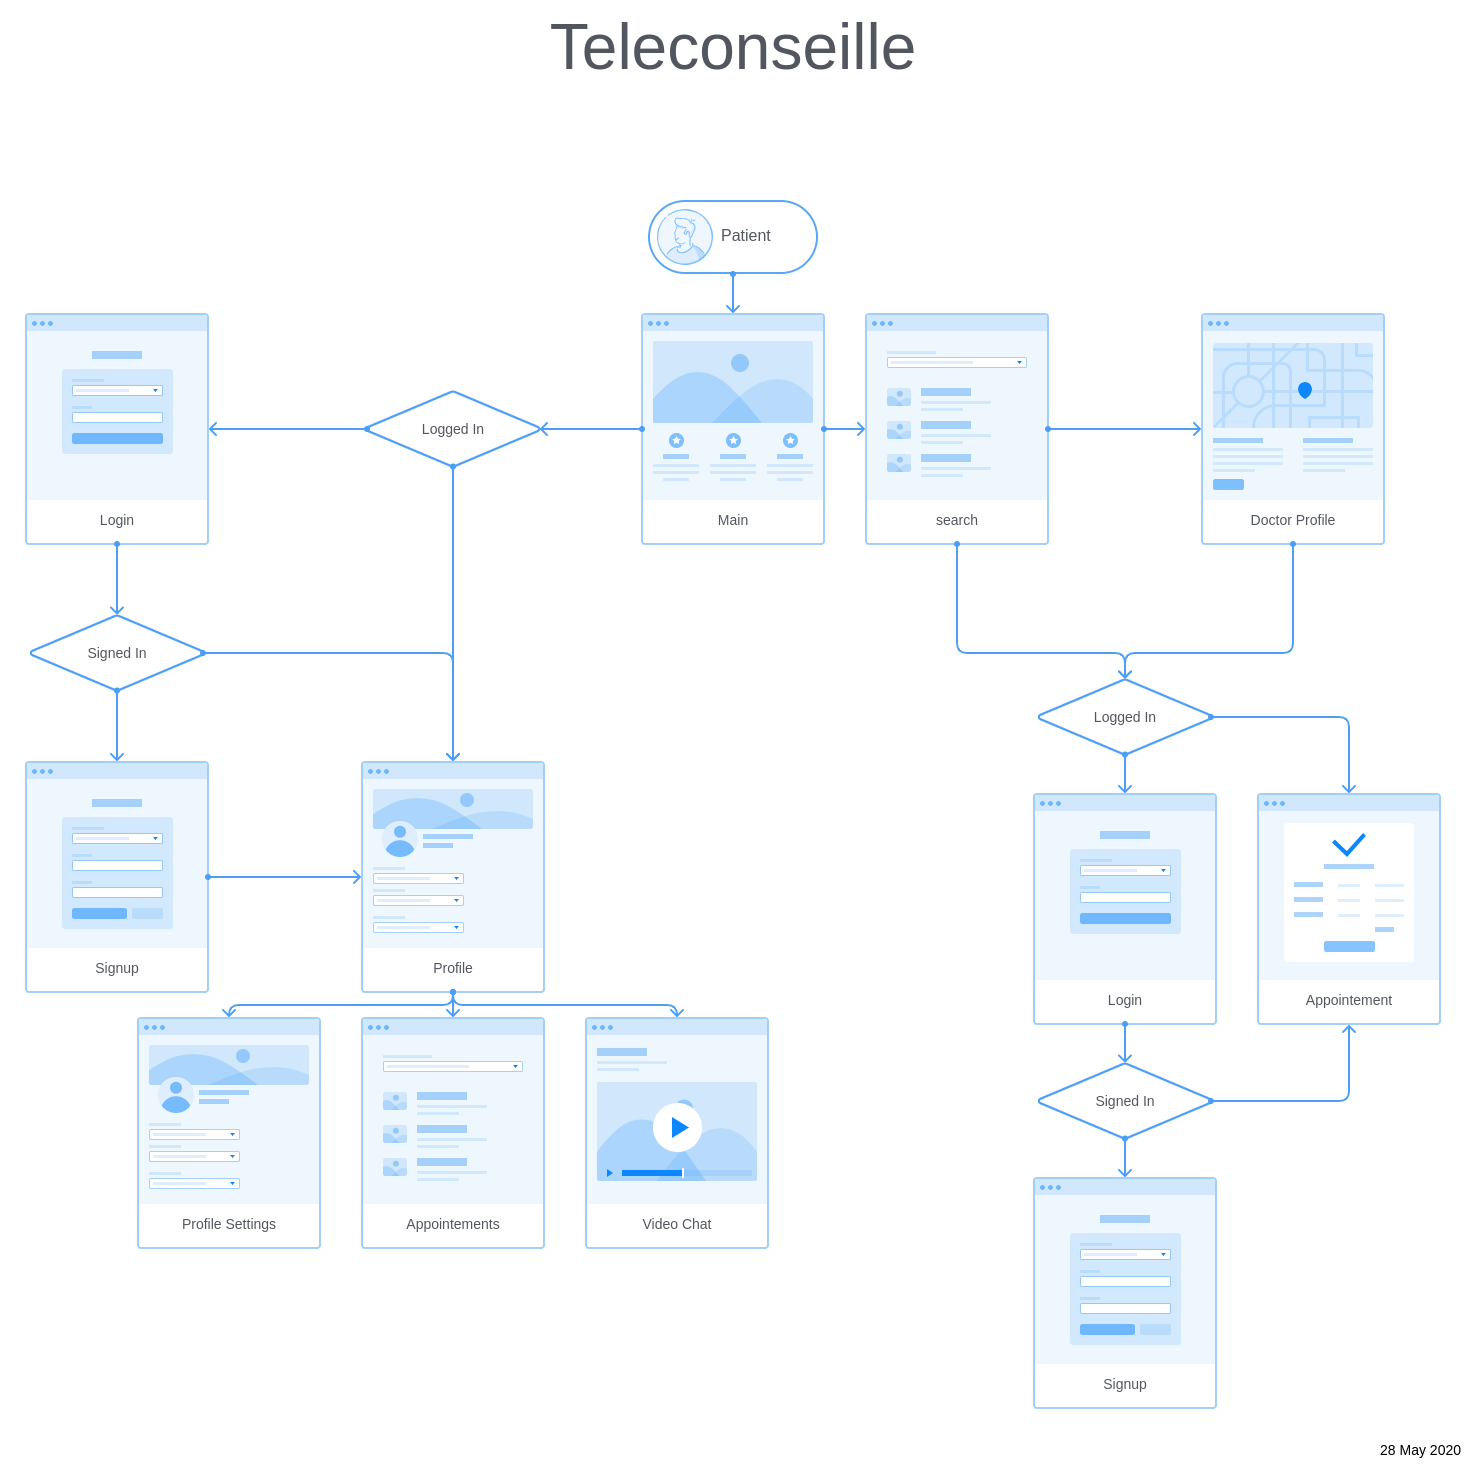 Teleconseille
Patient
Logged In
Login
Main
search
Doctor Profile
Signed In
Logged In
Signup
Profile
Login
Appointement
Signed In
Profile Settings
Appointements
Video Chat
Signup
28 May 2020